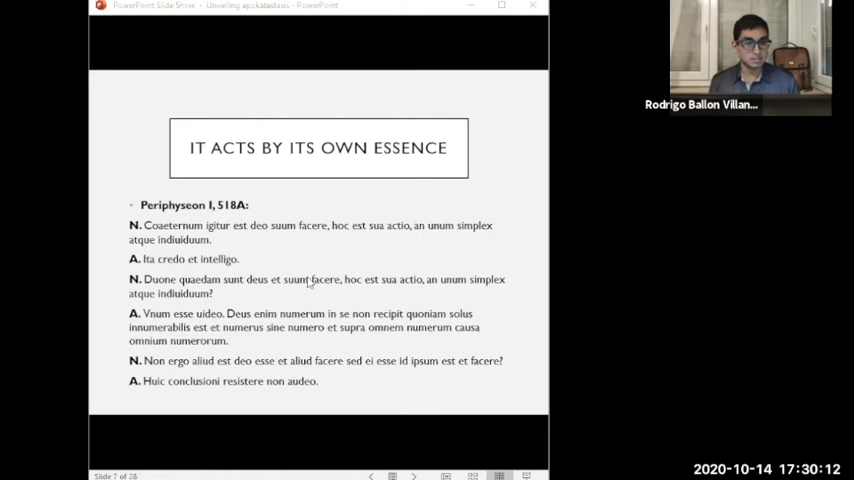 PowerPoint Slide Show - Unveiling apokatastasis - PowerPoint
Rodrigo Ballon Villan...
IT ACTS BY ITS OWN ESSENCE
• Periphyseon I, 518A:
N. Coaeternum igitur est deo suum facere, hoc est sua actio, an unum simplex
atque indiuiduum.
A. Ita credo et intelligo.
N. Duone quaedam sunt deus et suum facere, hoc est sua actio, an unum simplex
atque indiuiduum?
A. Vnum esse uideo. Deus enim numerum in se non recipit quoniam solus
innumerabilis est et numerus sine numero et supra omnem numerum causa
omnium numerorum.
N. Non ergo aliud est deo esse et aliud facere sed ei esse id ipsum est et facere?
A. Huic conclusioni resistere non audeo.
Slide 7 of 28
2020-10-14 17:30:12